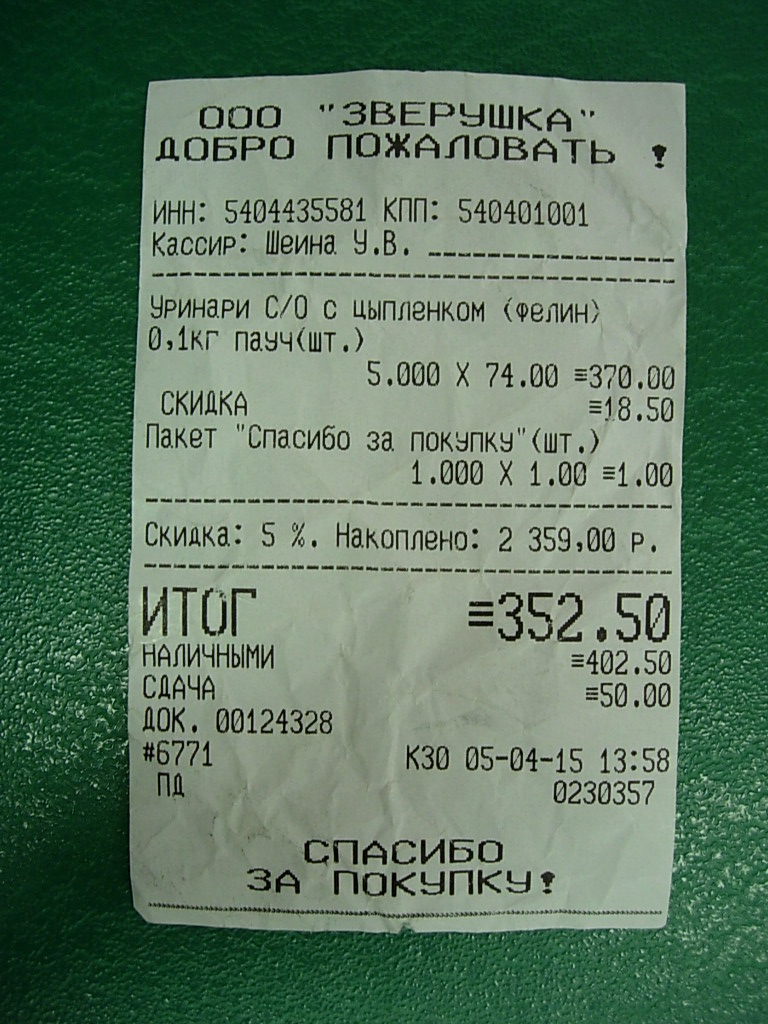 ООО "ЗВЕРУШКА"
ДОБРО ПОЖАЛОВАТЬ !
ИНН: 5404435581 КПП: 540401001
Кассир: Шеина У.В.
Уринари С/О с цыпленком (фелин)
0,1кг пауч(шт.)
5.000 X 74.00 ≡370.00
СКИДКА ≡18.50
Пакет "Спасибо за покупку"(шт.)
1.000 X 1.00 ≡1.00
Скидка: 5 %. Накоплено: 2 359,00 р.
ИТОГ ≡352.50
НАЛИЧНЫМИ ≡402.50
СДАЧА ≡50.00
ДОК. 00124328
#6771 К30 05-04-15 13:58
ПД 0230357
СПАСИБО
ЗА ПОКУПКУ!